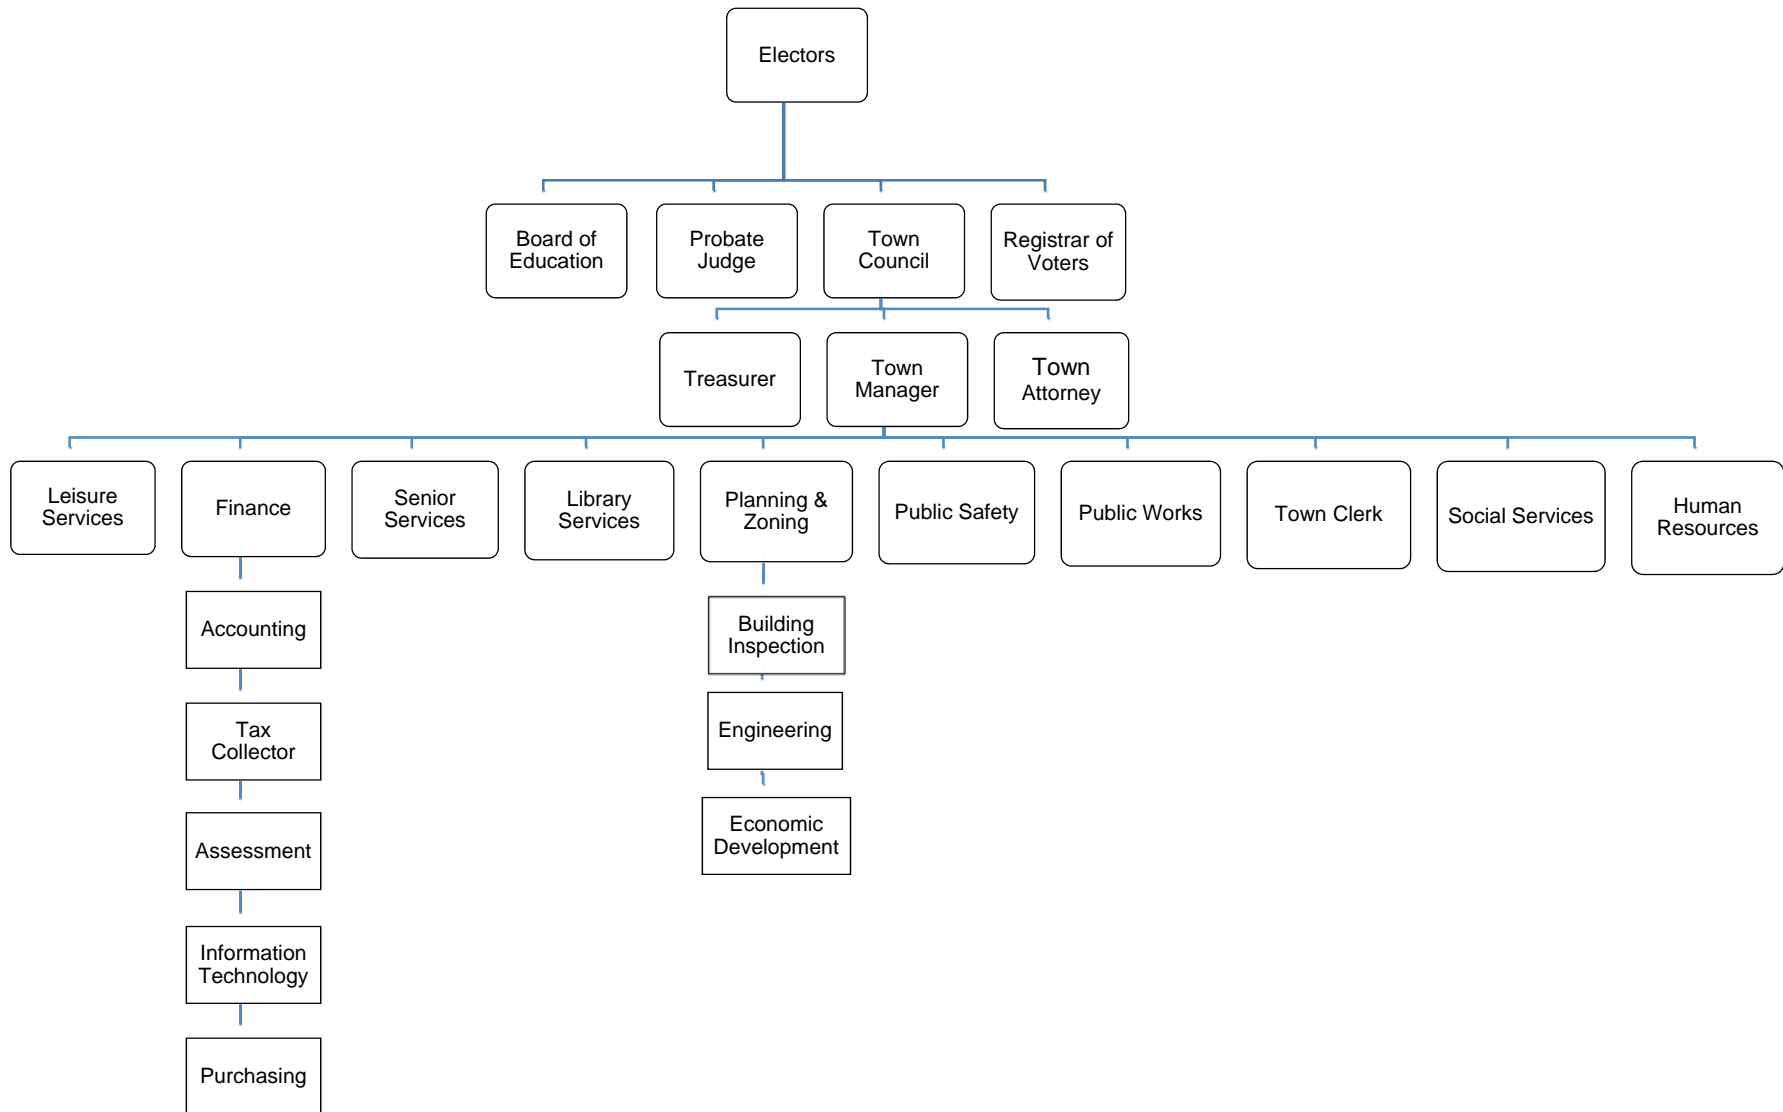 Electors
Board of
Education
Probate
Judge
Town
Council
Registrar of
Voters
Treasurer
Town
Manager
Town
Attorney
Leisure
Services
Finance
Senior
Services
Library
Services
Planning &
Zoning
Public Safety
Public Works
Town Clerk
Social Services
Human
Resources
Accounting
Building
Inspection
Tax
Collector
Engineering
Assessment
Economic
Development
Information
Technology
Purchasing